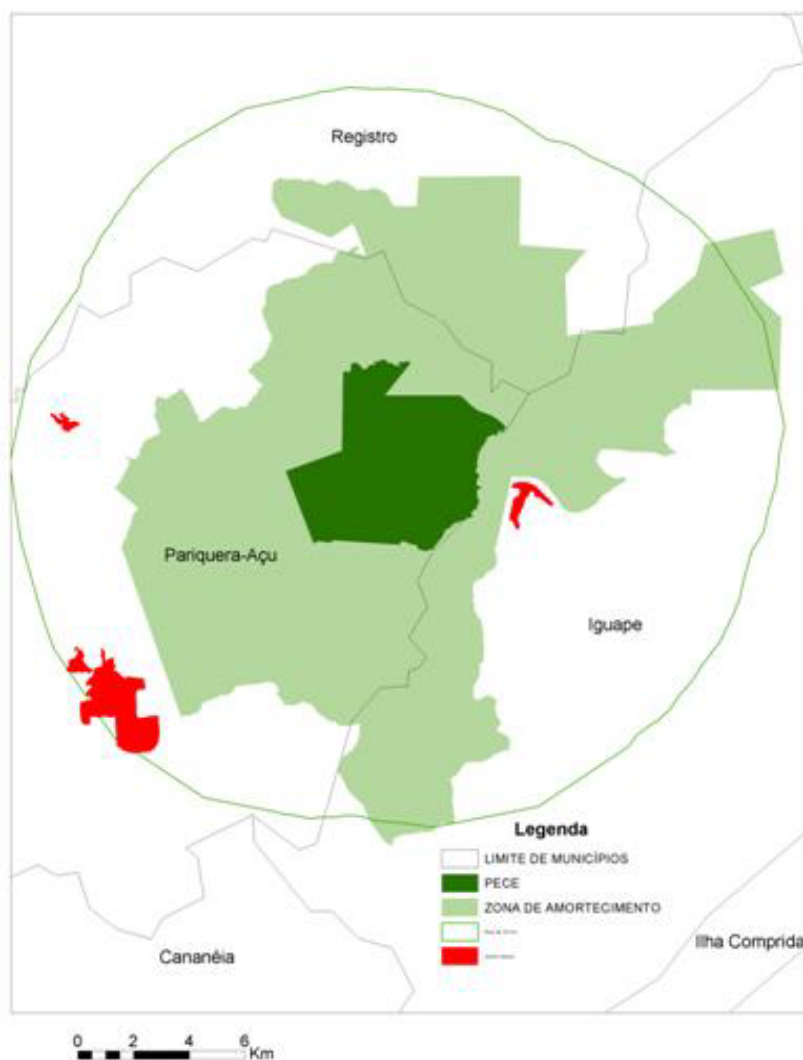 Registro
Pariquera-Açu
Iguape
Legenda
LIMITE DE MUNICÍPIOS
PECE
ZONA DE AMORTECIMENTO
Cananéia
Ilha Comprida
0 2 4 6
Km